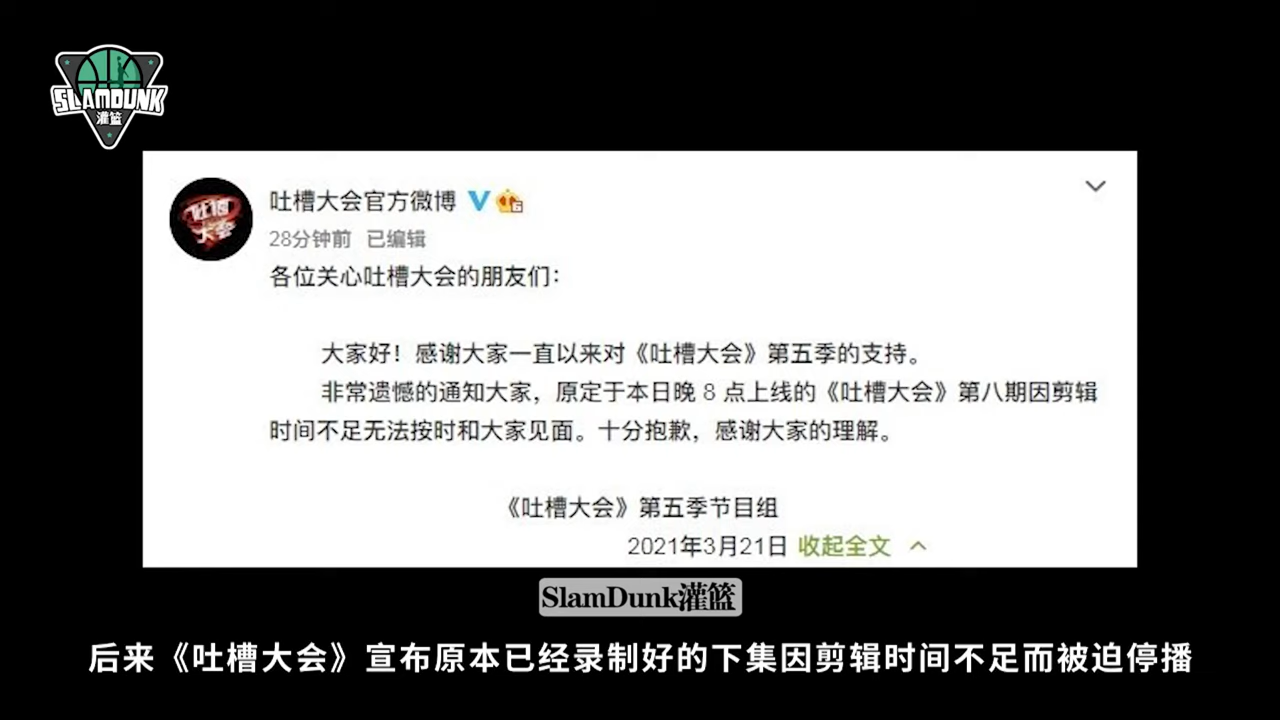 SLAMDUNK
灌篮
吐槽大会
吐槽大会官方微博
28分钟前 已编辑
各位关心吐槽大会的朋友们：
大家好！感谢大家一直以来对《吐槽大会》第五季的支持。
非常遗憾的通知大家，原定于本日晚 8 点上线的《吐槽大会》第八期因剪辑
时间不足无法按时和大家见面。十分抱歉，感谢大家的理解。
《吐槽大会》第五季节目组
2021年3月21日 收起全文
SlamDunk灌篮
后来《吐槽大会》宣布原本已经录制好的下集因剪辑时间不足而被迫停播